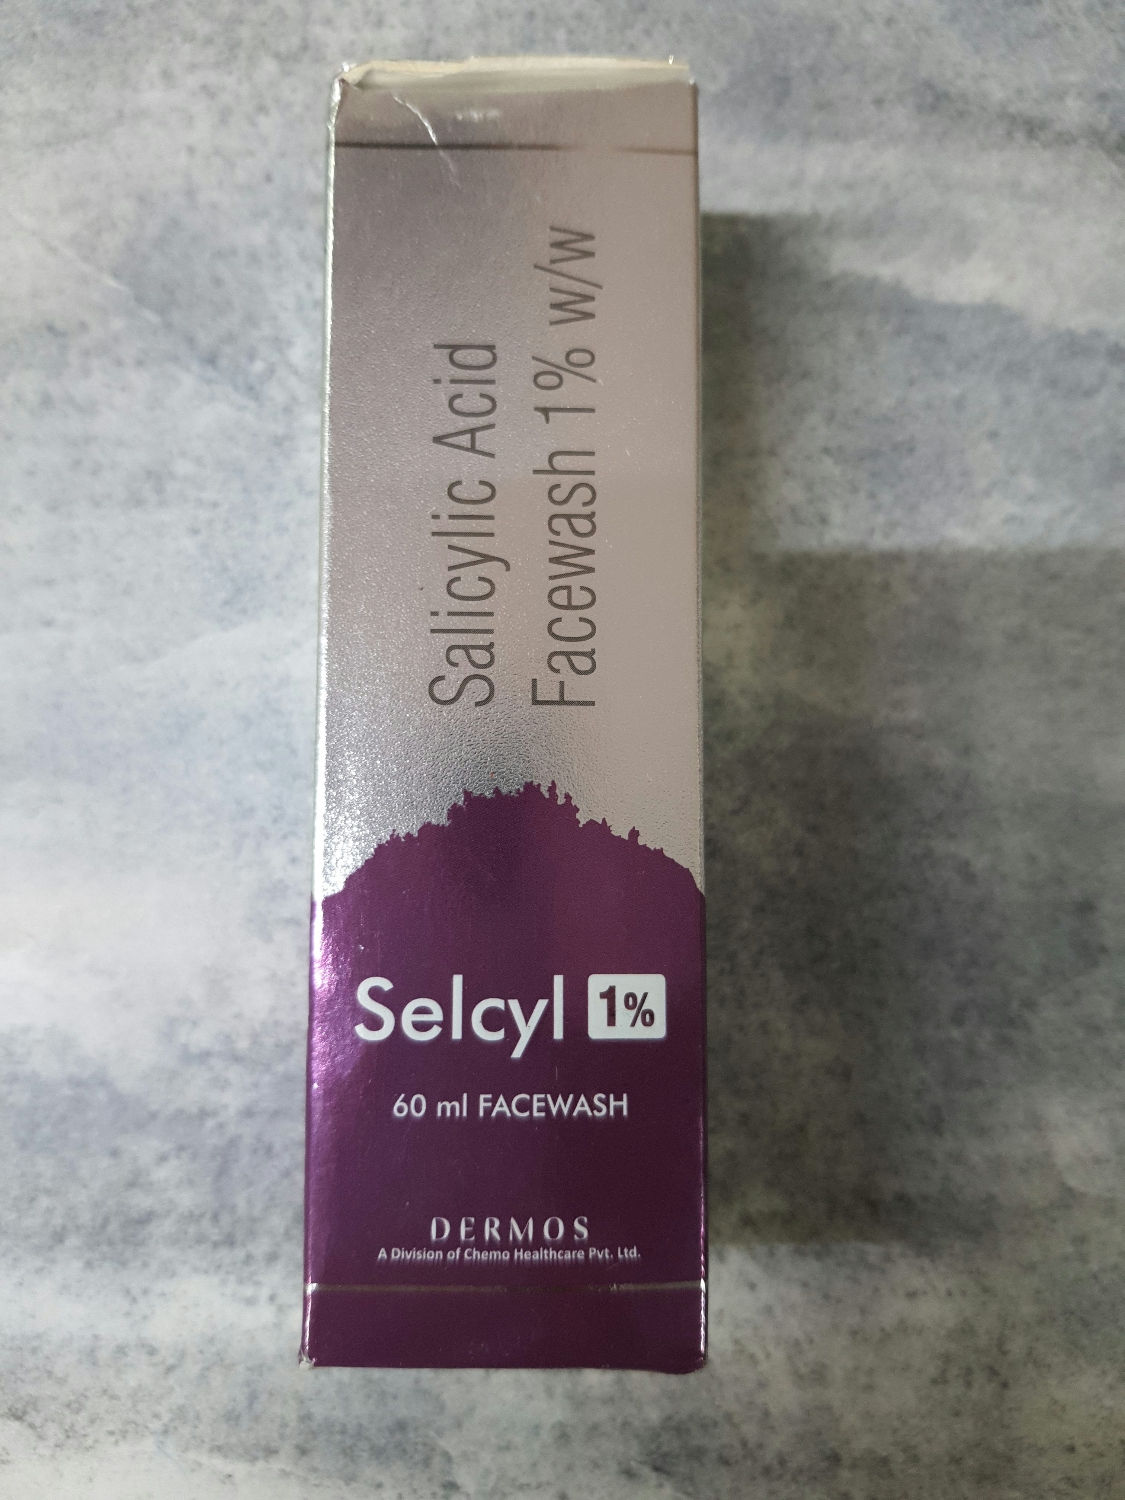 Salicylic Acid
Facewash 1% w/w
Selcyl 1%
60 ml FACEWASH
DERMOS
A Division of Chemo Healthcare Pvt. Ltd.